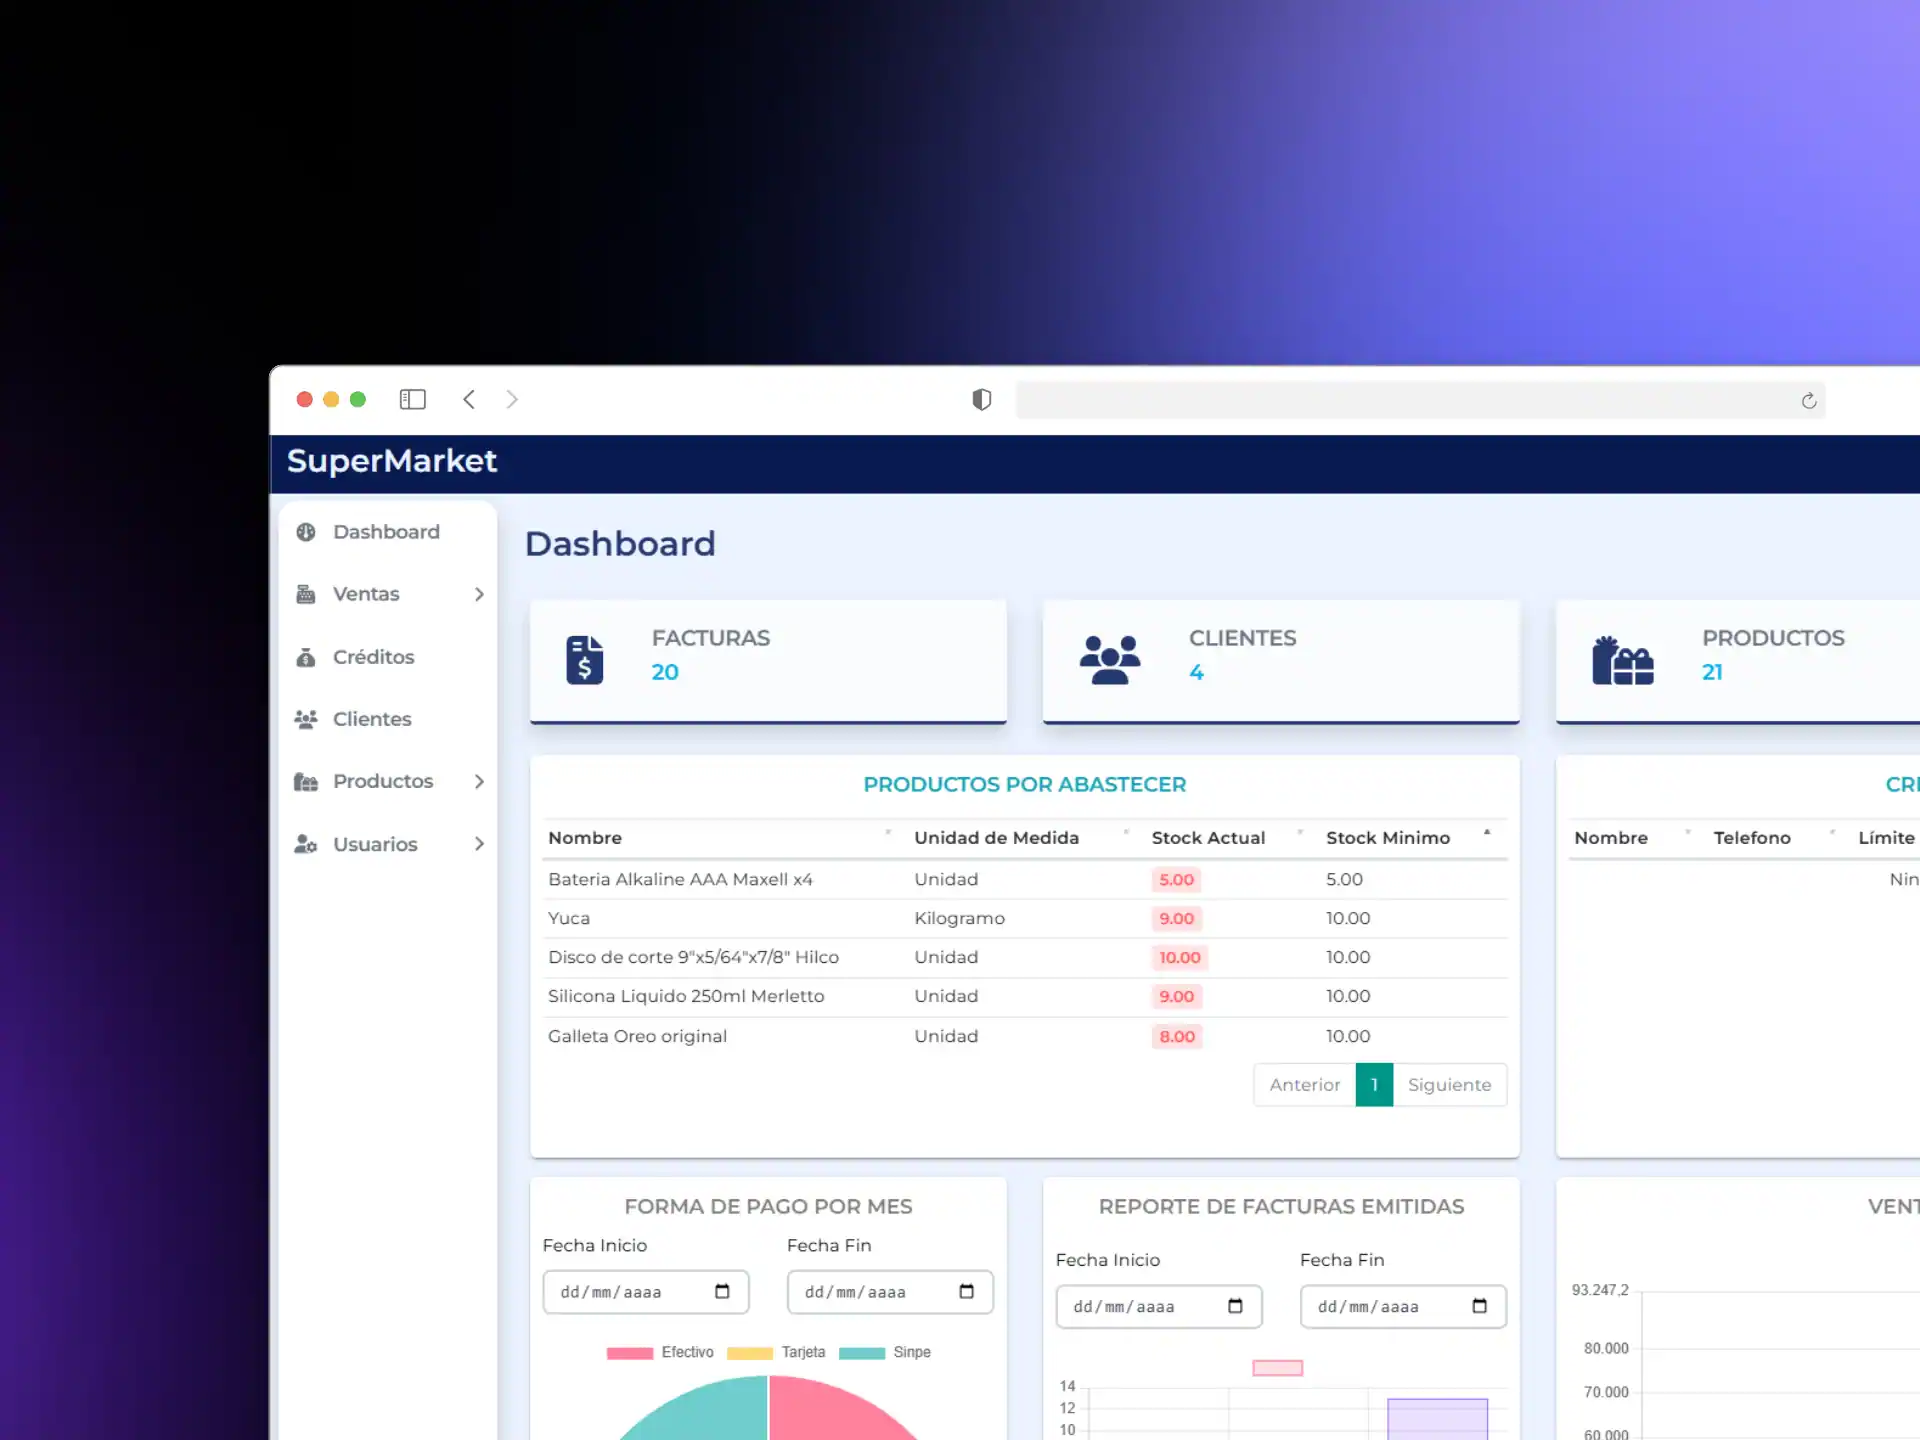 SuperMarket
Dashboard
Ventas
Créditos
Clientes
Productos
Usuarios
Dashboard
FACTURAS
20
CLIENTES
4
PRODUCTOS
21
PRODUCTOS POR ABASTECER
Nombre Unidad de Medida Stock Actual Stock Minimo
Bateria Alkaline AAA Maxell x4 Unidad 5.00 5.00
Yuca Kilogramo 9.00 10.00
Disco de corte 9"x5/64"x7/8" Hilco Unidad 10.00 10.00
Silicona Liquido 250ml Merletto Unidad 9.00 10.00
Galleta Oreo original Unidad 8.00 10.00
Anterior 1 Siguiente
CRE
Nombre Telefono Límite
Nin
FORMA DE PAGO POR MES
Fecha Inicio Fecha Fin
dd/mm/aaaa dd/mm/aaaa
Efectivo Tarjeta Sinpe
REPORTE DE FACTURAS EMITIDAS
Fecha Inicio Fecha Fin
dd/mm/aaaa dd/mm/aaaa
14
12
10
VENT
93.247,2
80.000
70.000
60.000